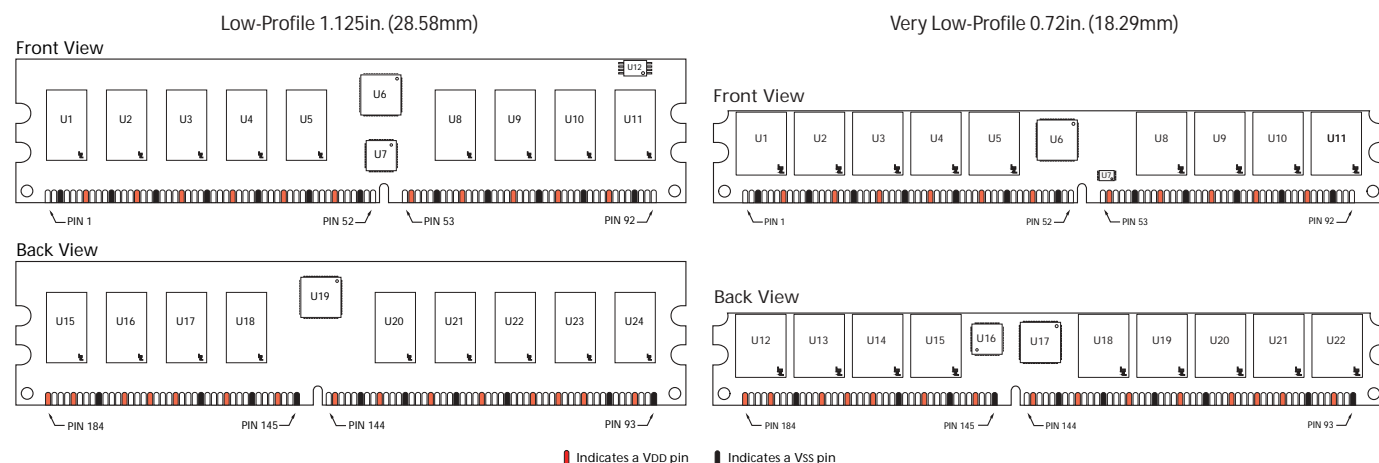 Low-Profile 1.125in. (28.58mm)
Front View
U12
U6
U1 U2 U3 U4 U5 U8 U9 U10 U11
U7
PIN 1 PIN 52 PIN 53 PIN 92
Back View
U19
U15 U16 U17 U18 U20 U21 U22 U23 U24
PIN 184 PIN 145 PIN 144 PIN 93
Very Low-Profile 0.72in. (18.29mm)
Front View
U1 U2 U3 U4 U5 U6 U8 U9 U10 U11
U7
PIN 1 PIN 52 PIN 53 PIN 92
Back View
U12 U13 U14 U15 U16 U17 U18 U19 U20 U21 U22
PIN 184 PIN 145 PIN 144 PIN 93
Indicates a VDD pin Indicates a VSS pin